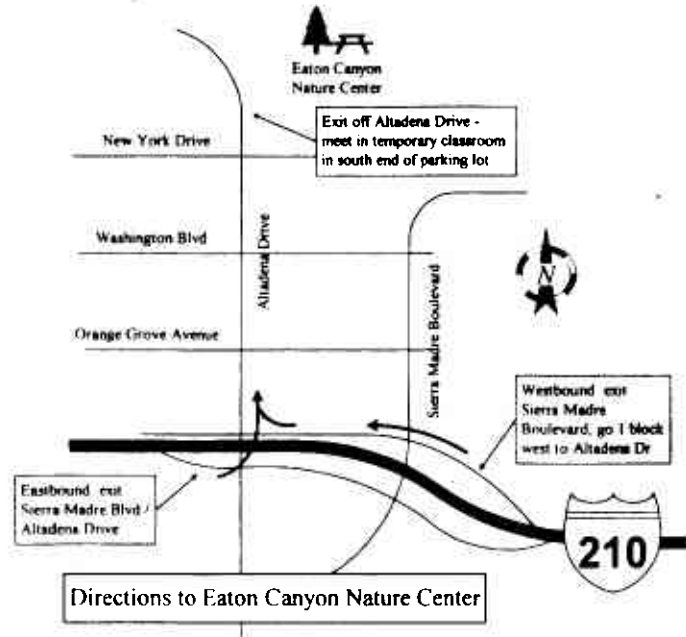 Eaton Canyon
Nature Center
Exit off Altadena Drive -
meet in temporary classroom
in south end of parking lot
New York Drive
Washington Blvd
Altadena Drive
Sierra Madre Boulevard
N
Orange Grove Avenue
Westbound exit
Sierra Madre
Boulevard, go 1 block
west to Altadena Dr
Eastbound exit
Sierra Madre Blvd /
Altadena Drive
210
Directions to Eaton Canyon Nature Center